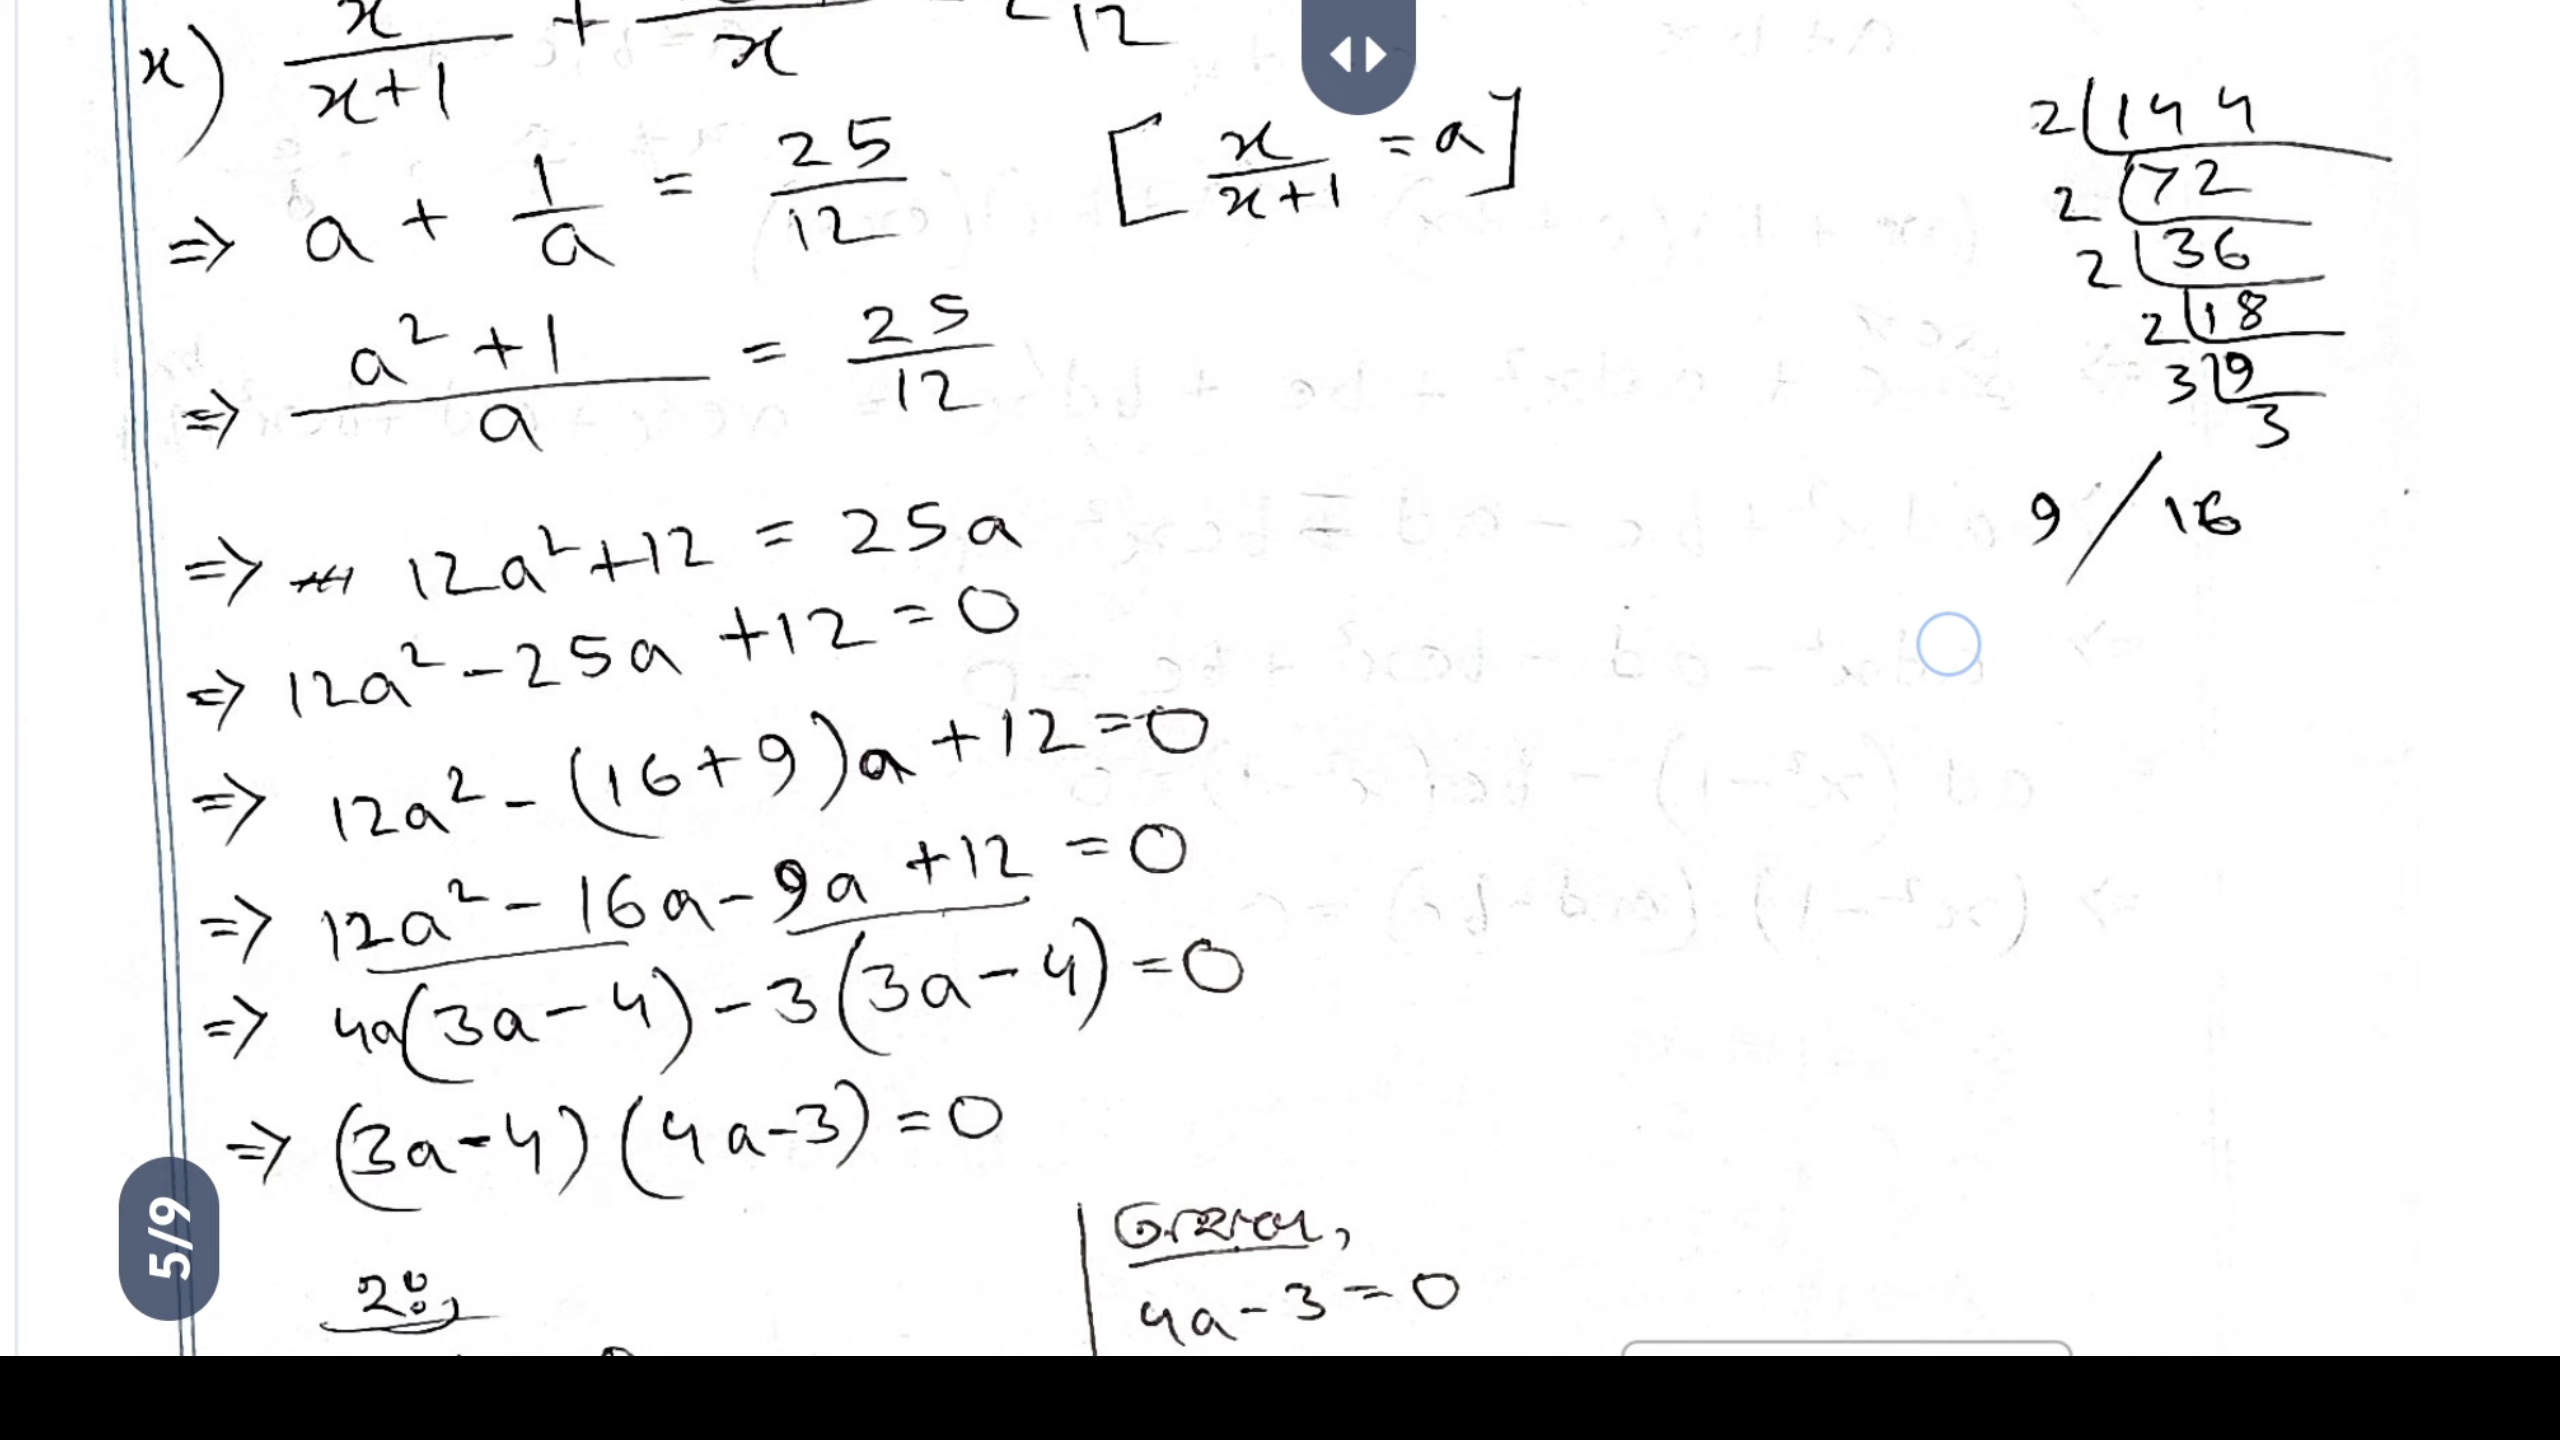 x) x/(x+1) + /x 2 /12
=> a + 1/a = 25/12 [x/(x+1) = a]
=> (a² + 1)/a = 25/12
=> 12a² + 12 = 25a
=> 12a² - 25a + 12 = 0
=> 12a² - (16 + 9)a + 12 = 0
=> 12a² - 16a - 9a + 12 = 0
=> 4a(3a - 4) - 3(3a - 4) = 0
=> (3a - 4)(4a - 3) = 0
4a - 3 = 0
2 | 144
2 | 72
2 | 36
2 | 18
3 | 9
3
9 / 16
5/9